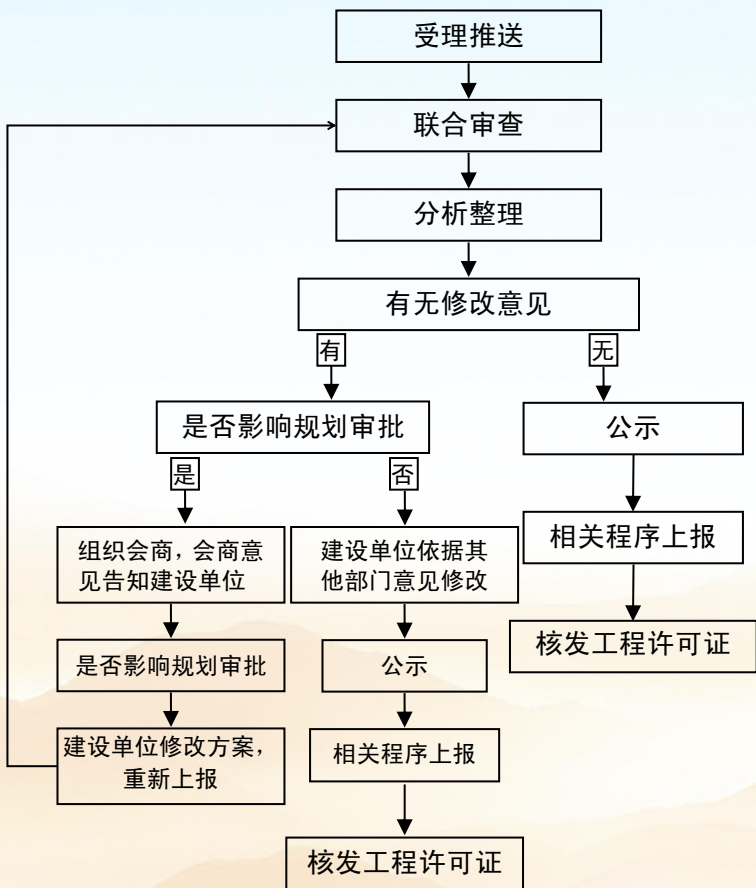 受理推送
联合审查
分析整理
有无修改意见
有
无
是否影响规划审批
公示
是
否
组织会商，会商意
见告知建设单位
建设单位依据其
他部门意见修改
相关程序上报
是否影响规划审批
公示
核发工程许可证
建设单位修改方案，
重新上报
相关程序上报
核发工程许可证